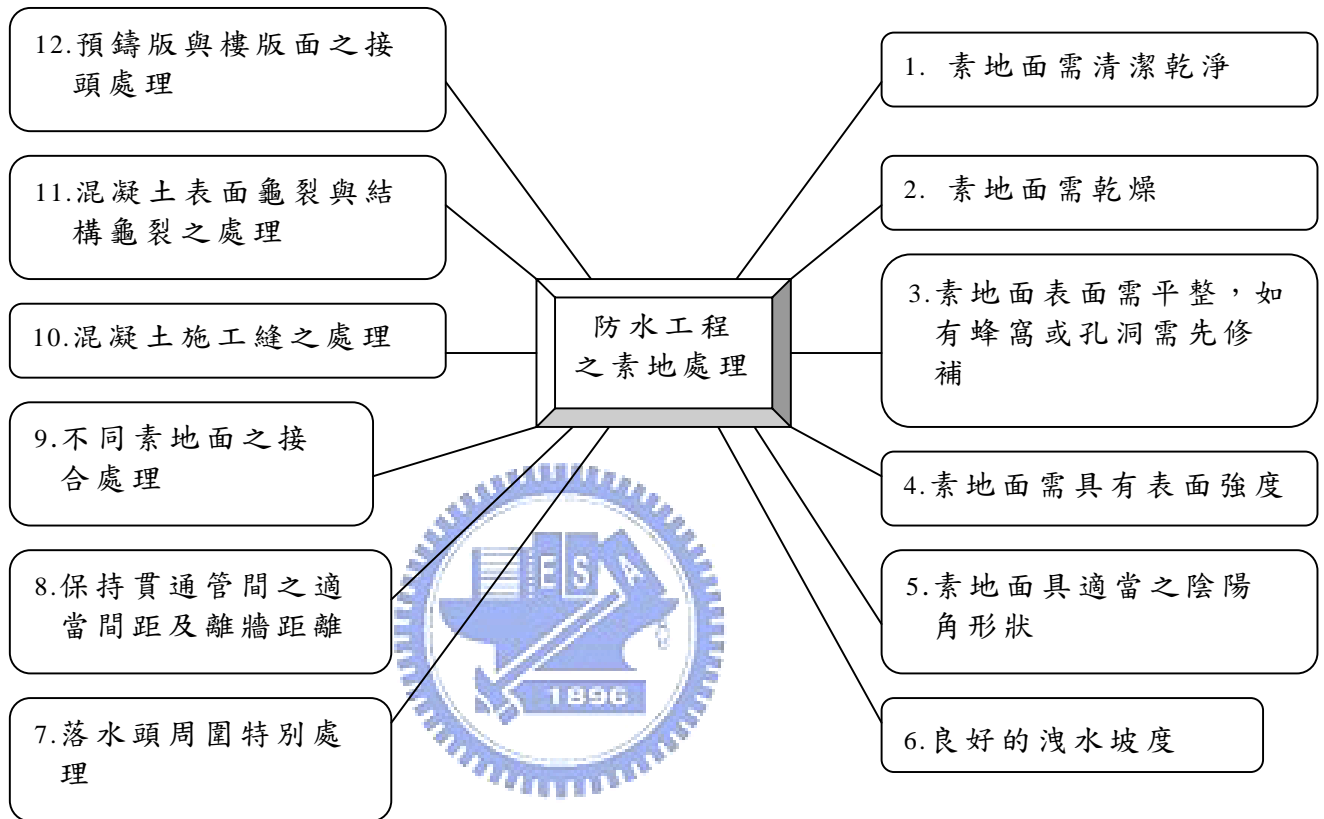 防水工程
之素地處理
1. 素地面需清潔乾淨
2. 素地面需乾燥
3.素地面表面需平整，如
有蜂窩或孔洞需先修
補
4.素地面需具有表面強度
5.素地面具適當之陰陽
角形狀
6.良好的洩水坡度
7.落水頭周圍特別處
理
8.保持貫通管間之適
當間距及離牆距離
9.不同素地面之接
合處理
10.混凝土施工縫之處理
11.混凝土表面龜裂與結
構龜裂之處理
12.預鑄版與樓版面之接
頭處理
E S A
1896